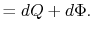 = dQ + dΦ.